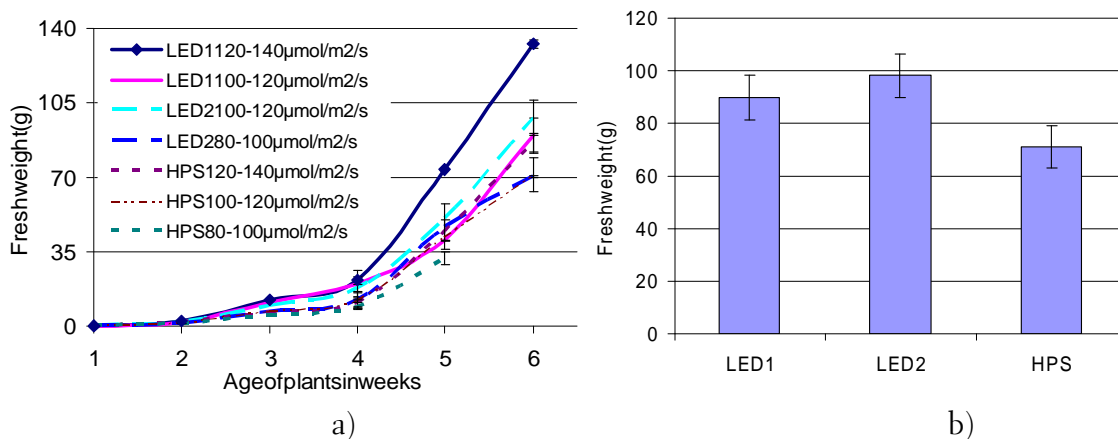 140
105
70
35
0
Freshweight(g)
LED1120-140µmol/m2/s
LED1100-120µmol/m2/s
LED2100-120µmol/m2/s
LED280-100µmol/m2/s
HPS120-140µmol/m2/s
HPS100-120µmol/m2/s
HPS80-100µmol/m2/s
1 2 3 4 5 6
Ageofplantsinweeks
a)
120
100
80
60
40
20
0
Freshweight(g)
LED1 LED2 HPS
b)